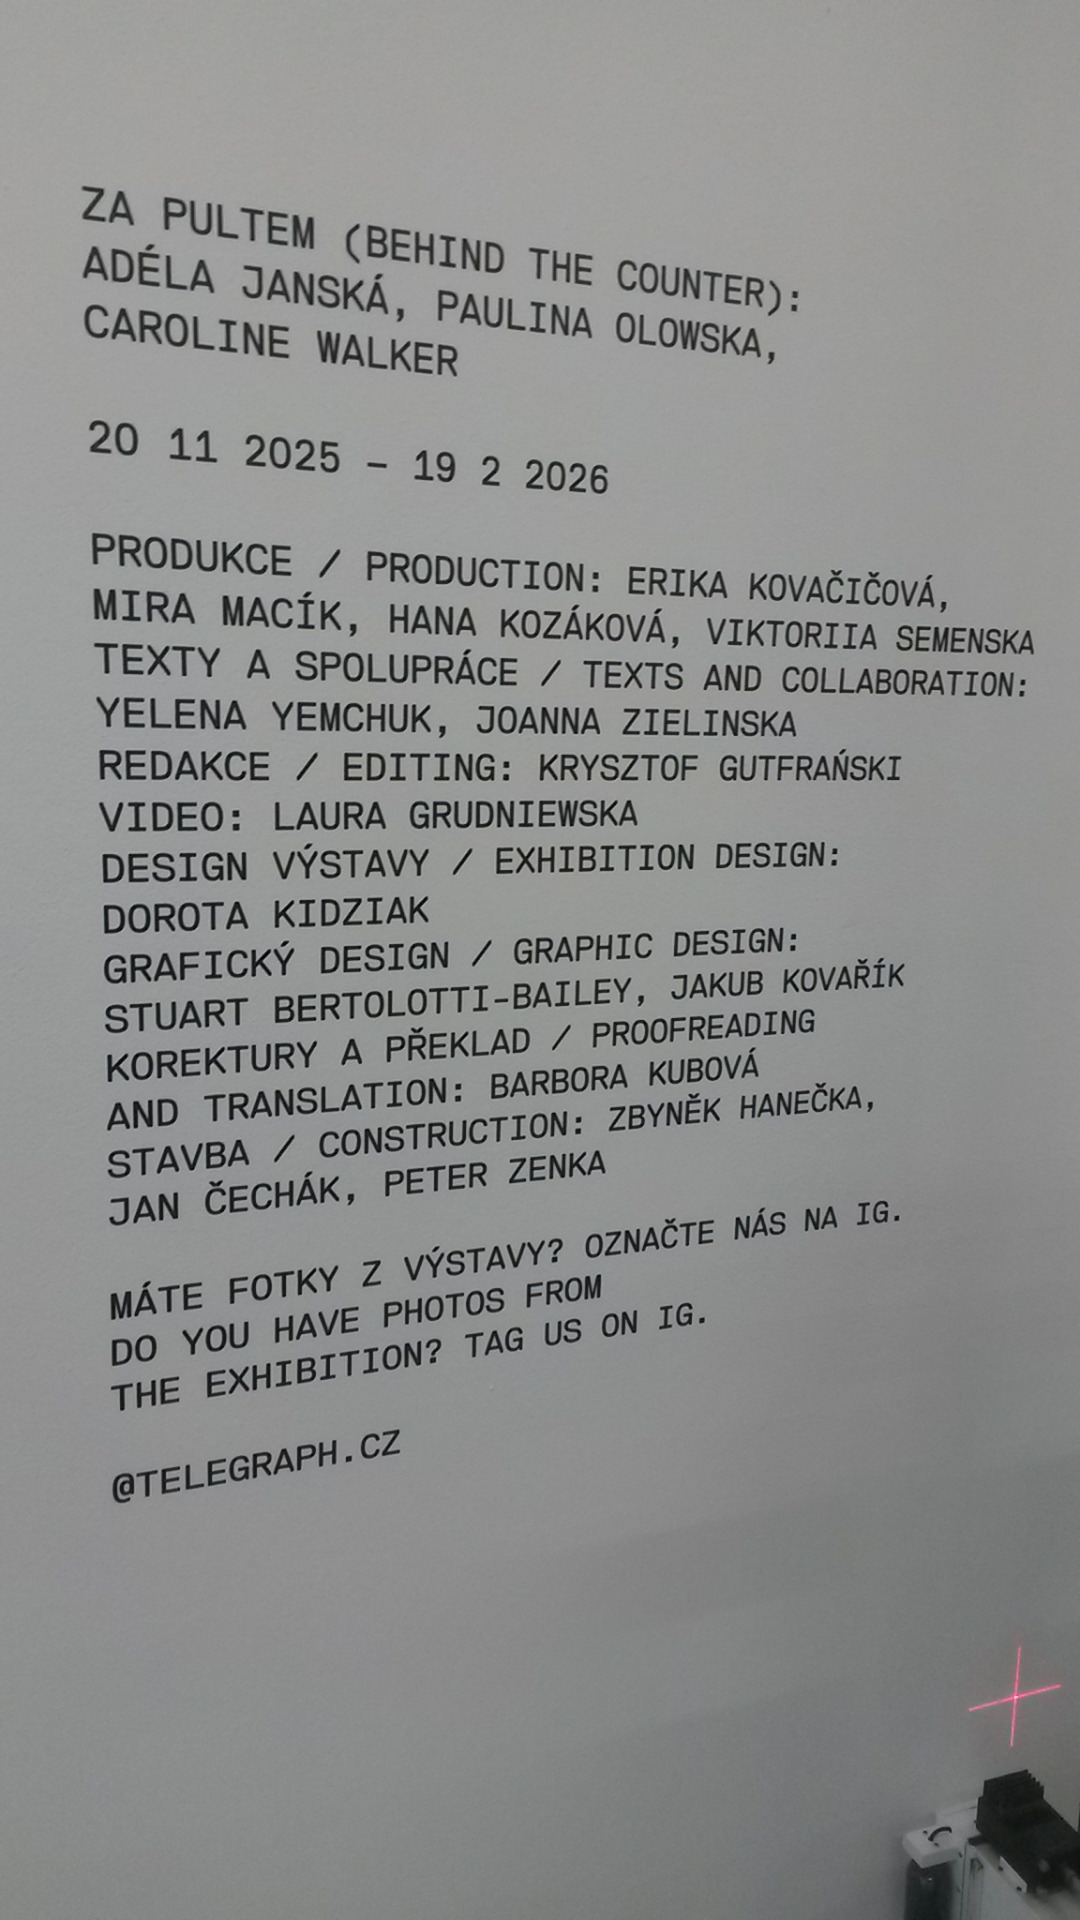 ZA PULTEM (BEHIND THE COUNTER):
ADÉLA JANSKÁ, PAULINA OLOWSKA,
CAROLINE WALKER
20 11 2025 – 19 2 2026
PRODUKCE / PRODUCTION: ERIKA KOVAČIČOVÁ,
MIRA MACÍK, HANA KOZÁKOVÁ, VIKTORIIA SEMENSKA
TEXTY A SPOLUPRÁCE / TEXTS AND COLLABORATION:
YELENA YEMCHUK, JOANNA ZIELINSKA
REDAKCE / EDITING: KRYSZTOF GUTFRAŃSKI
VIDEO: LAURA GRUDNIEWSKA
DESIGN VÝSTAVY / EXHIBITION DESIGN:
DOROTA KIDZIAK
GRAFICKÝ DESIGN / GRAPHIC DESIGN:
STUART BERTOLOTTI-BAILEY, JAKUB KOVAŘÍK
KOREKTURY A PŘEKLAD / PROOFREADING
AND TRANSLATION: BARBORA KUBOVÁ
STAVBA / CONSTRUCTION: ZBYNĚK HANEČKA,
JAN ČECHÁK, PETER ZENKA
MÁTE FOTKY Z VÝSTAVY? OZNAČTE NÁS NA IG.
DO YOU HAVE PHOTOS FROM
THE EXHIBITION? TAG US ON IG.
@TELEGRAPH.CZ